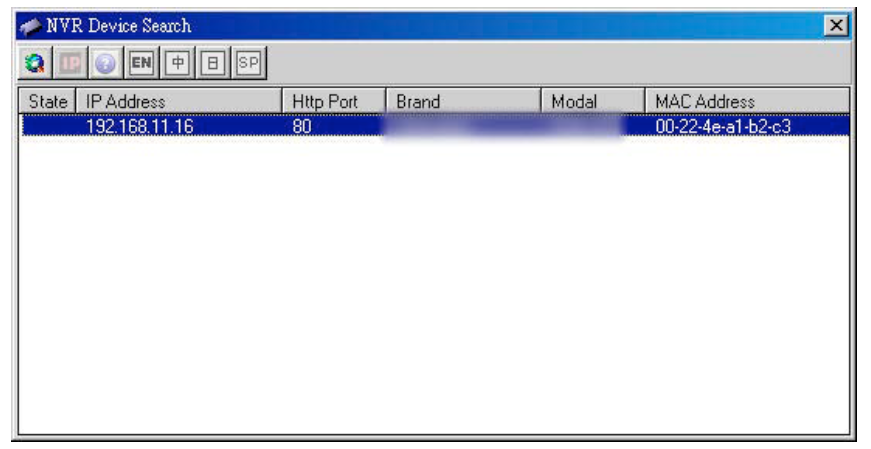 NVR Device Search
IP EN 中 日 SP
State IP Address Http Port Brand Modal MAC Address
192.168.11.16 80 00-22-4e-a1-b2-c3